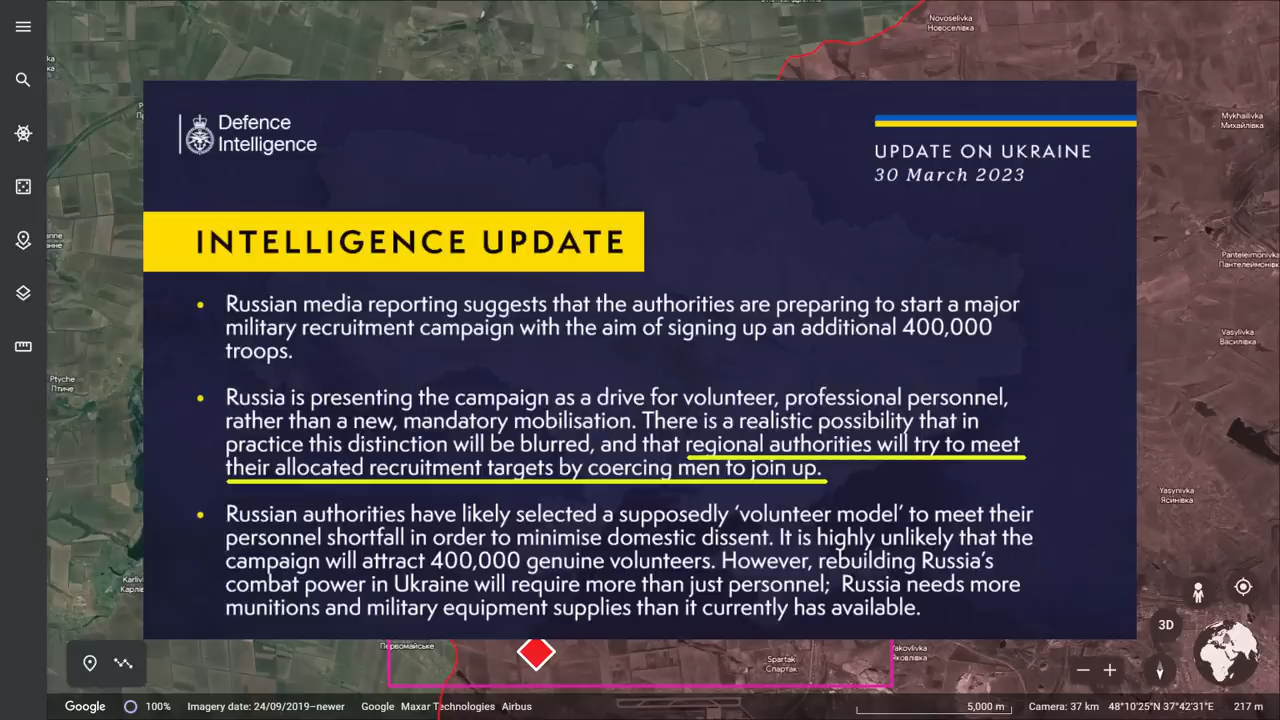 Novoselivka
Новоселівка
Defence
Intelligence
UPDATE ON UKRAINE
30 March 2023
Mykhailivka
Михайлівка
INTELLIGENCE UPDATE
Panteleimonivka
Пантелеймонівк
• Russian media reporting suggests that the authorities are preparing to start a major
military recruitment campaign with the aim of signing up an additional 400,000
troops.
Vasylivka
Василівка
Ptyche
Птиче
• Russia is presenting the campaign as a drive for volunteer, professional personnel,
rather than a new, mandatory mobilisation. There is a realistic possibility that in
practice this distinction will be blurred, and that regional authorities will try to meet
their allocated recruitment targets by coercing men to join up.
Yasynivka
Ясинівка
• Russian authorities have likely selected a supposedly ‘volunteer model’ to meet their
personnel shortfall in order to minimise domestic dissent. It is highly unlikely that the
campaign will attract 400,000 genuine volunteers. However, rebuilding Russia’s
combat power in Ukraine will require more than just personnel; Russia needs more
munitions and military equipment supplies than it currently has available.
Karlivk
Карлівк
3D
Первомайське
Spartak
Спартак
Yakovlivka
Яковлівка
Google 100% Imagery date: 24/09/2019–newer Google Maxar Technologies Airbus 5,000 m Camera: 37 km 48°10'25"N 37°42'31"E 217 m